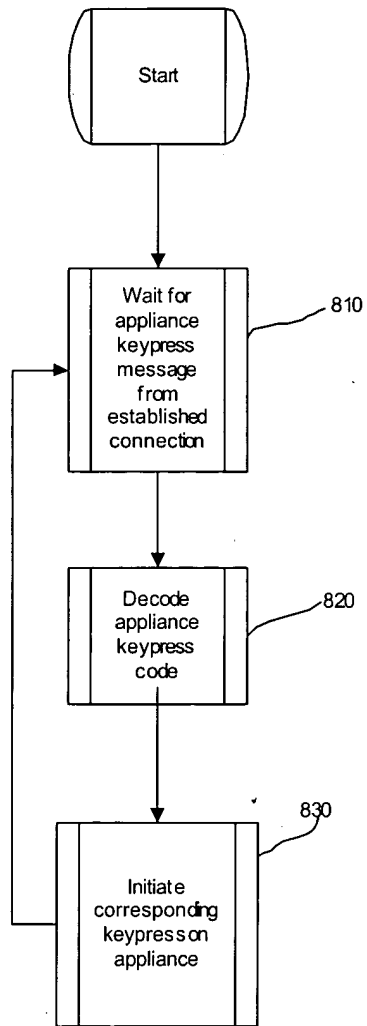 Start
Wait for
appliance
keypress
message
from
established
connection
810
Decode
appliance
keypress
code
820
830
Initiate
corresponding
keypress on
appliance